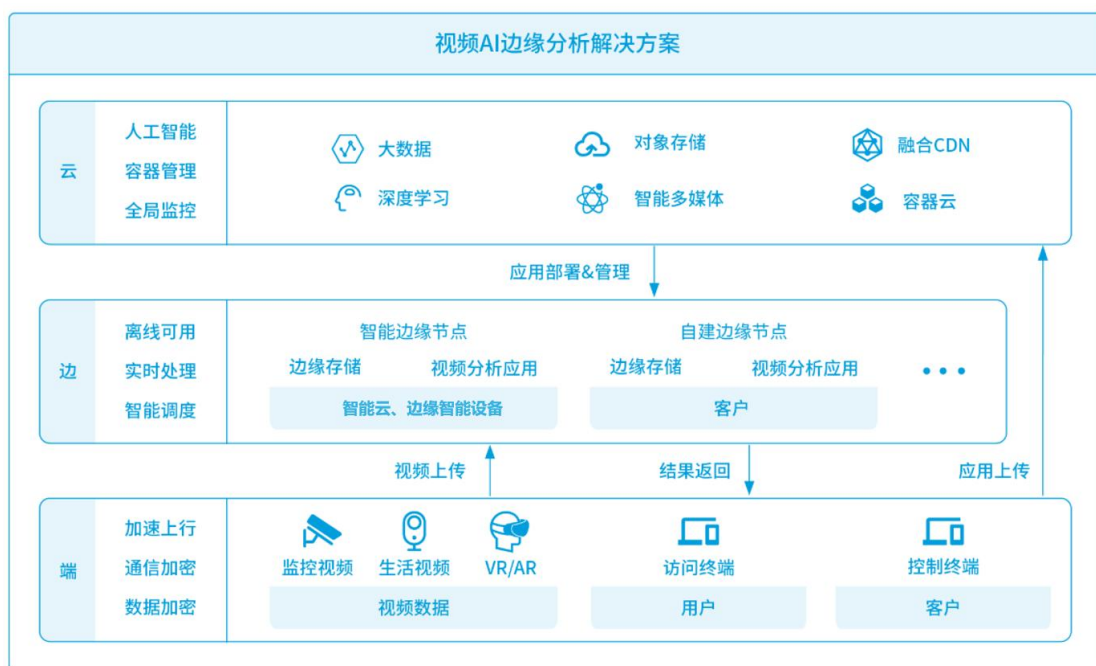 视频AI边缘分析解决方案
云
人工智能
容器管理
全局监控
大数据
对象存储
融合CDN
深度学习
智能多媒体
容器云
应用部署&管理
边
离线可用
实时处理
智能调度
智能边缘节点
自建边缘节点
边缘存储
视频分析应用
边缘存储
视频分析应用
智能云、边缘智能设备
客户
视频上传
结果返回
应用上传
端
加速上行
通信加密
数据加密
监控视频
生活视频
VR/AR
访问终端
控制终端
视频数据
用户
客户